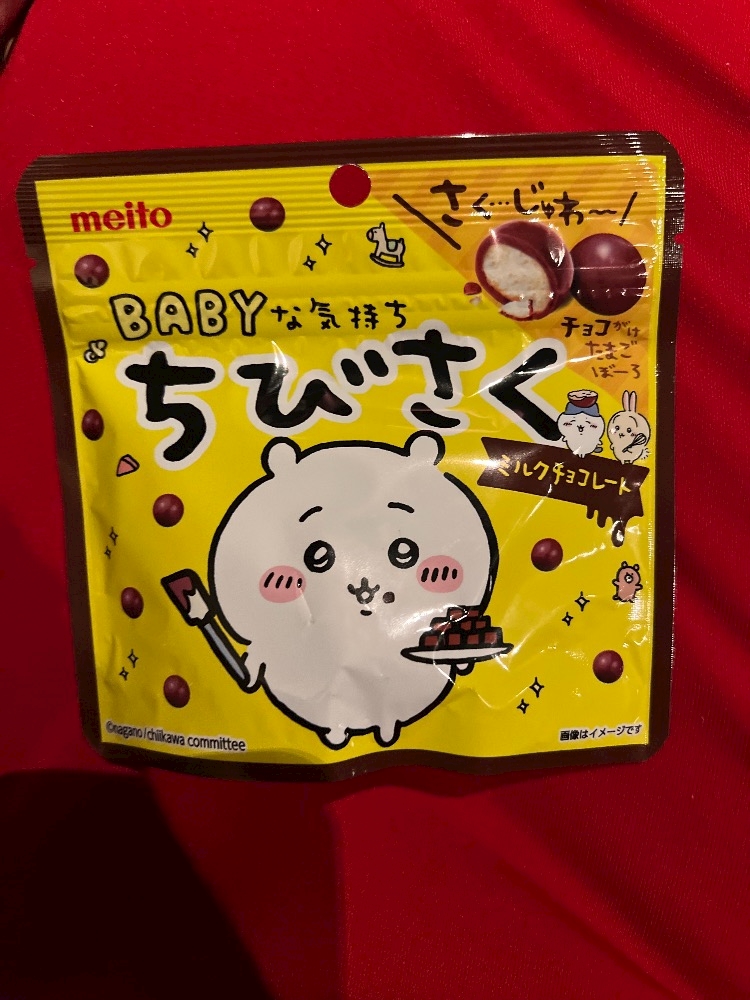 meito
さく…じゅわ〜
BABYな気持ち
ちびさく
チョコがけ
たまご
ぼーろ
ミルクチョコレート
©nagano/chiikawa committee
画像はイメージです